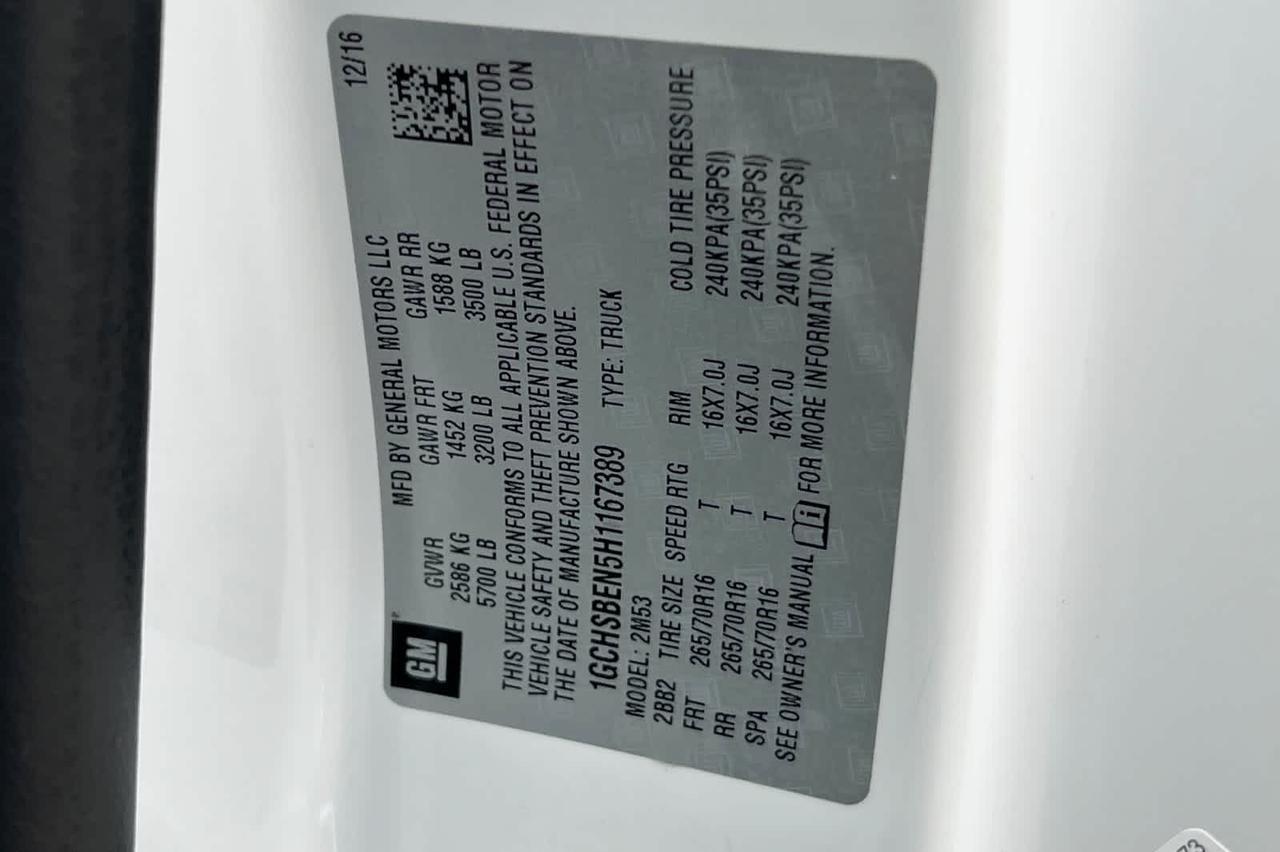 12/16
GM
MFD BY GENERAL MOTORS LLC
GVWR GAWR FRT GAWR RR
2586 KG 1452 KG 1588 KG
5700 LB 3200 LB 3500 LB
THIS VEHICLE CONFORMS TO ALL APPLICABLE U.S. FEDERAL MOTOR
VEHICLE SAFETY AND THEFT PREVENTION STANDARDS IN EFFECT ON
THE DATE OF MANUFACTURE SHOWN ABOVE.
1GCHSBEN5H1167389 TYPE: TRUCK
MODEL: 2M53
2BB2 TIRE SIZE SPEED RTG RIM COLD TIRE PRESSURE
FRT 265/70R16 T 16X7.0J 240KPA(35PSI)
RR 265/70R16 T 16X7.0J 240KPA(35PSI)
SPA 265/70R16 T 16X7.0J 240KPA(35PSI)
SEE OWNER'S MANUAL i FOR MORE INFORMATION.
73